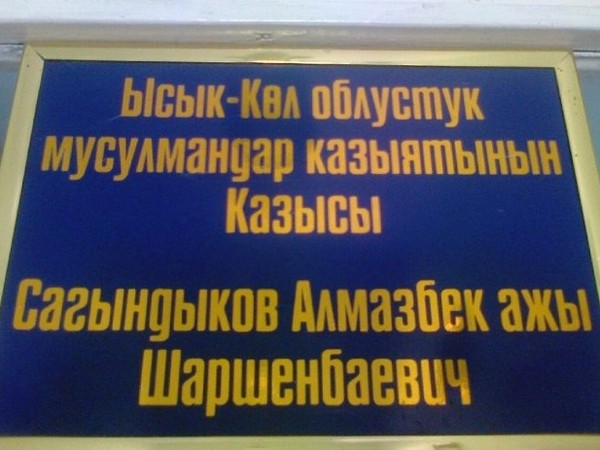 Ысык-Көл облустук
мусулмандар казыятынын
Казысы
Сагындыков Алмазбек ажы
Шаршенбаевич